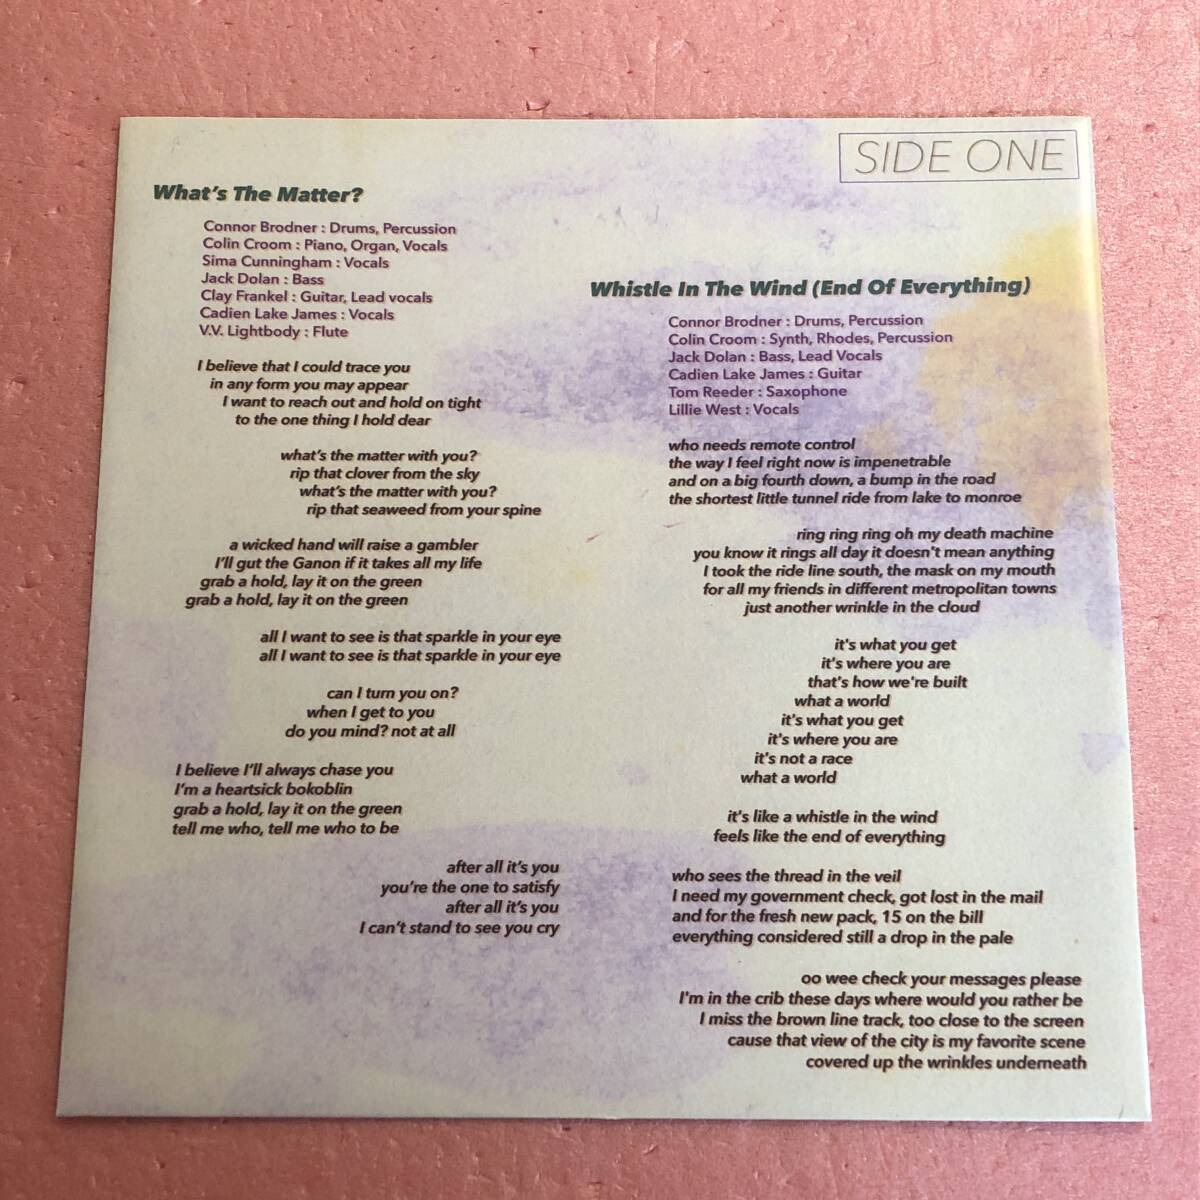 SIDE ONE
What's The Matter?
Connor Brodner : Drums, Percussion
Colin Croom : Piano, Organ, Vocals
Sima Cunningham : Vocals
Jack Dolan : Bass
Clay Frankel : Guitar, Lead vocals
Cadien Lake James : Vocals
V.V. Lightbody : Flute
I believe that I could trace you
in any form you may appear
I want to reach out and hold on tight
to the one thing I hold dear
what's the matter with you?
rip that clover from the sky
what's the matter with you?
rip that seaweed from your spine
a wicked hand will raise a gambler
I'll gut the Ganon if it takes all my life
grab a hold, lay it on the green
grab a hold, lay it on the green
all I want to see is that sparkle in your eye
all I want to see is that sparkle in your eye
can I turn you on?
when I get to you
do you mind? not at all
I believe I'll always chase you
I'm a heartsick bokoblin
grab a hold, lay it on the green
tell me who, tell me who to be
after all it's you
you're the one to satisfy
after all it's you
I can't stand to see you cry
Whistle In The Wind (End Of Everything)
Connor Brodner : Drums, Percussion
Colin Croom : Synth, Rhodes, Percussion
Jack Dolan : Bass, Lead Vocals
Cadien Lake James : Guitar
Tom Reeder : Saxophone
Lillie West : Vocals
who needs remote control
the way I feel right now is impenetrable
and on a big fourth down, a bump in the road
the shortest little tunnel ride from lake to monroe
ring ring ring oh my death machine
you know it rings all day it doesn't mean anything
I took the ride line south, the mask on my mouth
for all my friends in different metropolitan towns
just another wrinkle in the cloud
it's what you get
it's where you are
that's how we're built
what a world
it's what you get
it's where you are
it's not a race
what a world
it's like a whistle in the wind
feels like the end of everything
who sees the thread in the veil
I need my government check, got lost in the mail
and for the fresh new pack, 15 on the bill
everything considered still a drop in the pale
oo wee check your messages please
I'm in the crib these days where would you rather be
I miss the brown line track, too close to the screen
cause that view of the city is my favorite scene
covered up the wrinkles underneath